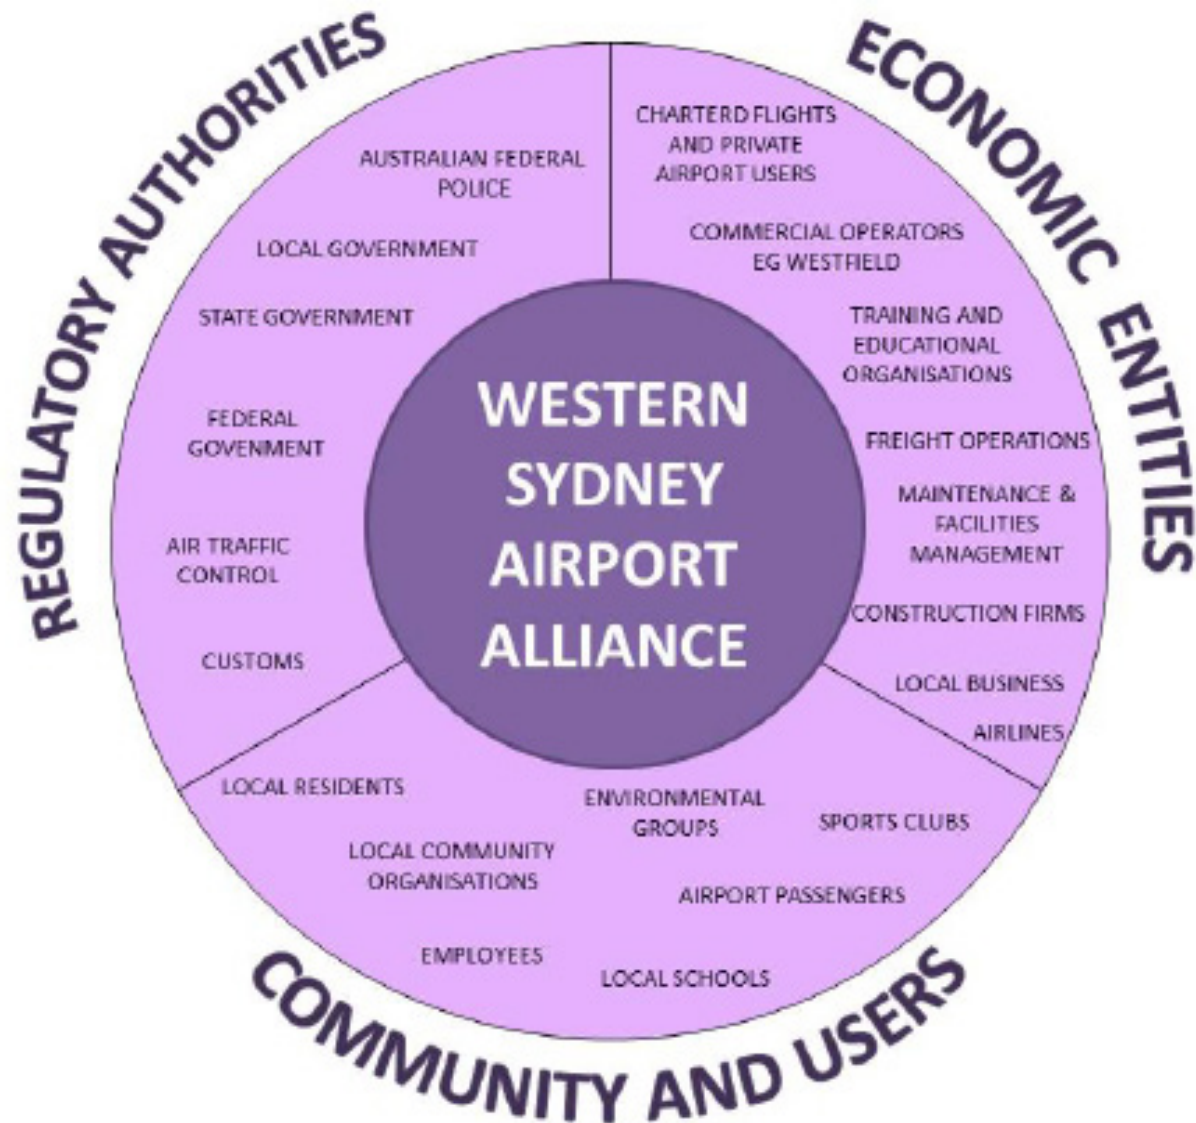 REGULATORY AUTHORITIES
AUSTRALIAN FEDERAL
POLICE
LOCAL GOVERNMENT
STATE GOVERNMENT
FEDERAL
GOVENMENT
AIR TRAFFIC
CONTROL
CUSTOMS
ECONOMIC ENTITIES
CHARTERD FLIGHTS
AND PRIVATE
AIRPORT USERS
COMMERCIAL OPERATORS
EG WESTFIELD
TRAINING AND
EDUCATIONAL
ORGANISATIONS
FREIGHT OPERATIONS
MAINTENANCE &
FACILITIES
MANAGEMENT
CONSTRUCTION FIRMS
LOCAL BUSINESS
AIRLINES
WESTERN
SYDNEY
AIRPORT
ALLIANCE
LOCAL RESIDENTS
LOCAL COMMUNITY
ORGANISATIONS
EMPLOYEES
ENVIRONMENTAL
GROUPS
SPORTS CLUBS
AIRPORT PASSENGERS
LOCAL SCHOOLS
COMMUNITY AND USERS